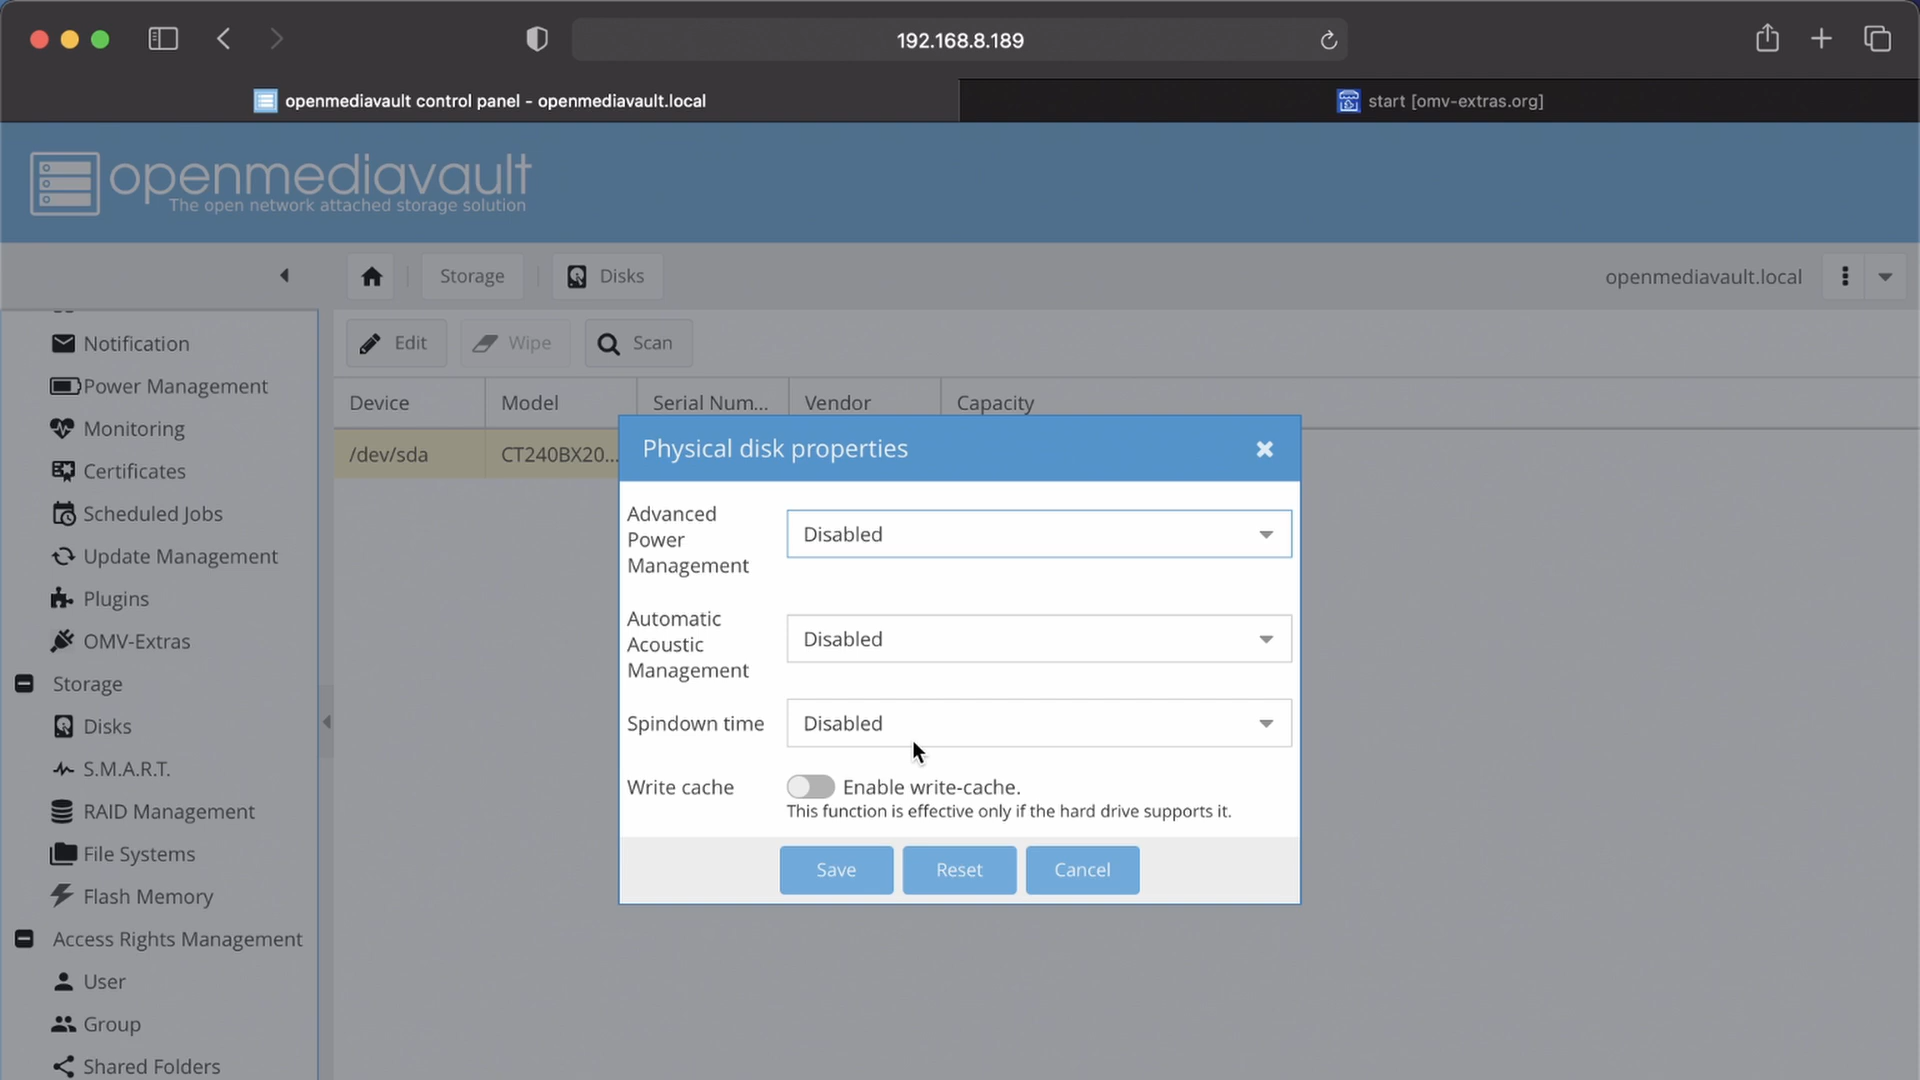 192.168.8.189
openmediavault control panel - openmediavault.local
start [omv-extras.org]
openmediavault
The open network attached storage solution
Storage
Disks
openmediavault.local
Notification
Power Management
Monitoring
Certificates
Scheduled Jobs
Update Management
Plugins
OMV-Extras
Storage
Disks
S.M.A.R.T.
RAID Management
File Systems
Flash Memory
Access Rights Management
User
Group
Shared Folders
Edit
Wipe
Scan
Device
Model
Serial Num...
Vendor
Capacity
/dev/sda
CT240BX20...
Physical disk properties
Advanced
Power
Management
Disabled
Automatic
Acoustic
Management
Disabled
Spindown time
Disabled
Write cache
Enable write-cache.
This function is effective only if the hard drive supports it.
Save
Reset
Cancel